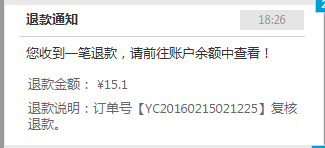 退款通知
18:26
您收到一笔退款，请前往账户余额中查看！
退款金额： ¥15.1
退款说明：订单号【YC20160215021225】复核
退款。